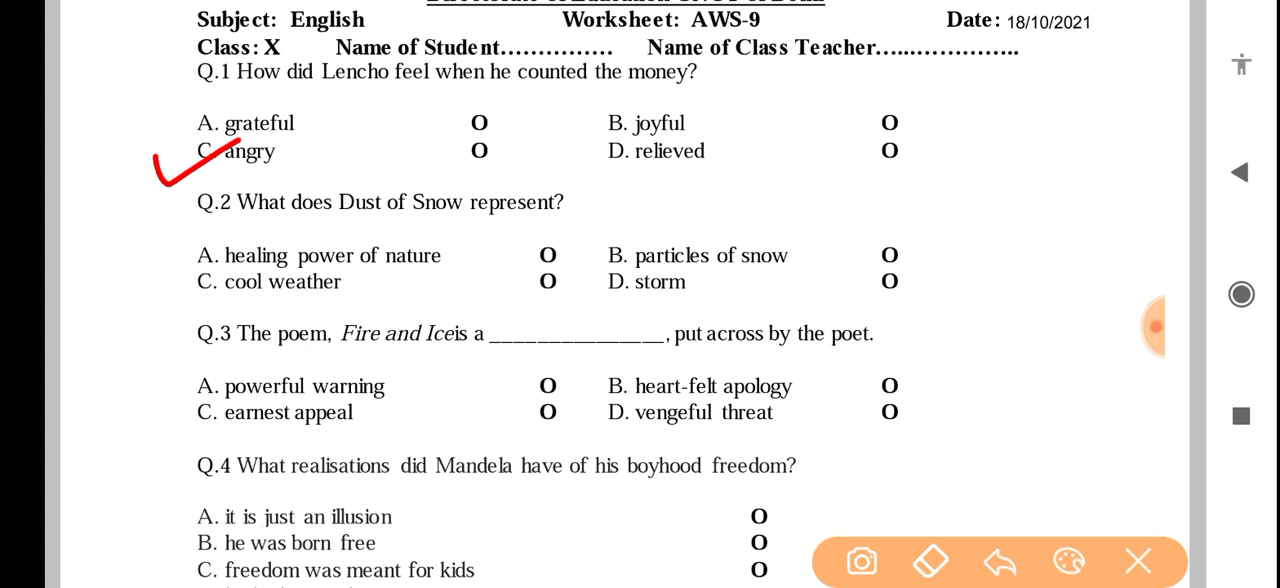 Subject: English Worksheet: AWS-9 Date: 18/10/2021
Class: X Name of Student............... Name of Class Teacher...................
Q.1 How did Lencho feel when he counted the money?
A. grateful O B. joyful O
C. angry O D. relieved O
Q.2 What does Dust of Snow represent?
A. healing power of nature O B. particles of snow O
C. cool weather O D. storm O
Q.3 The poem, Fire and Iceis a ________________, put across by the poet.
A. powerful warning O B. heart-felt apology O
C. earnest appeal O D. vengeful threat O
Q.4 What realisations did Mandela have of his boyhood freedom?
A. it is just an illusion O
B. he was born free O
C. freedom was meant for kids O